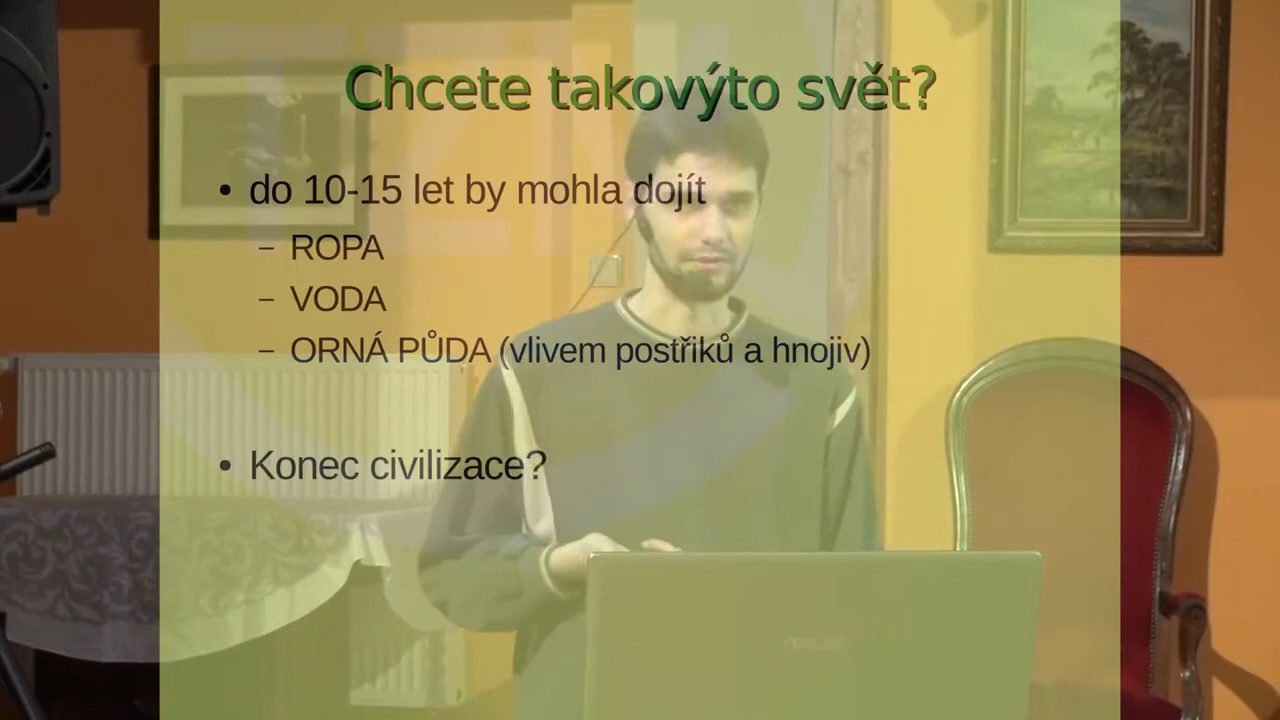 Chcete takovýto svět?
• do 10-15 let by mohla dojít
– ROPA
– VODA
– ORNÁ PŮDA (vlivem postřiků a hnojiv)
• Konec civilizace?